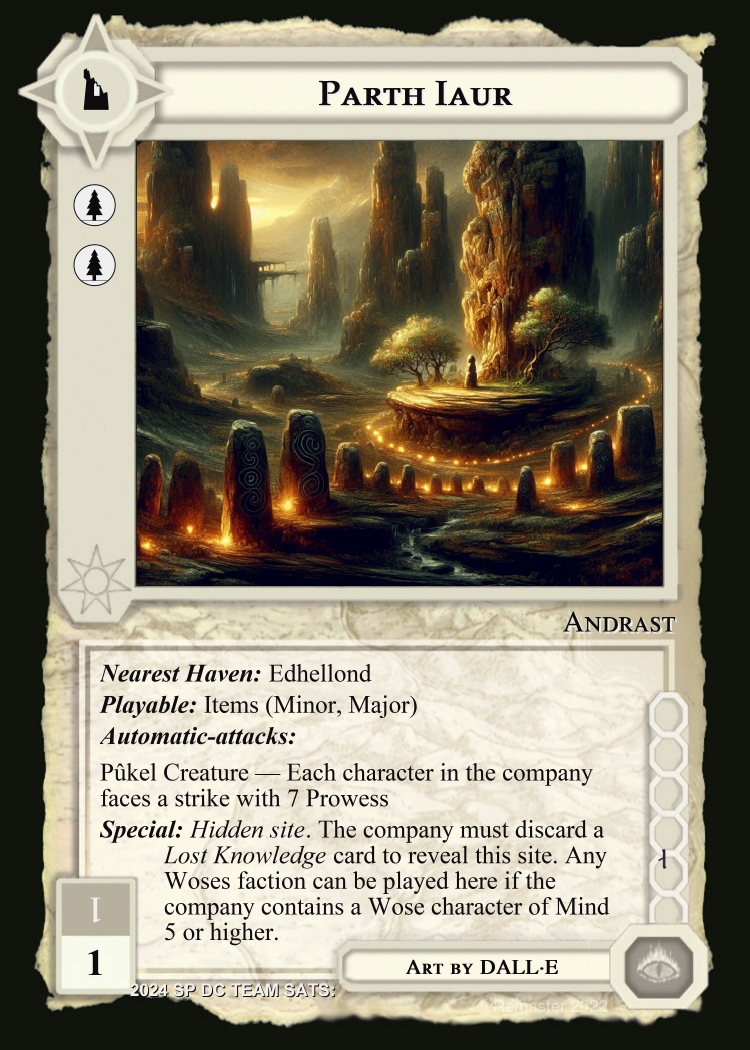 Parth Iaur
Andrast
Nearest Haven: Edhellond
Playable: Items (Minor, Major)
Automatic-attacks:
Pûkel Creature — Each character in the company
faces a strike with 7 Prowess
Special: Hidden site. The company must discard a
Lost Knowledge card to reveal this site. Any
Woses faction can be played here if the
company contains a Wose character of Mind
5 or higher.
1
1
Art by DALL·E
2024 SP DC TEAM SATS:
Remaster 2022